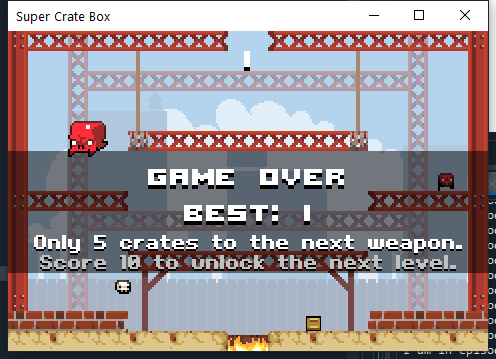 Super Crate Box
1
GAME OVER
BEST: 1
Only 5 crates to the next weapon.
Score 10 to unlock the next level.